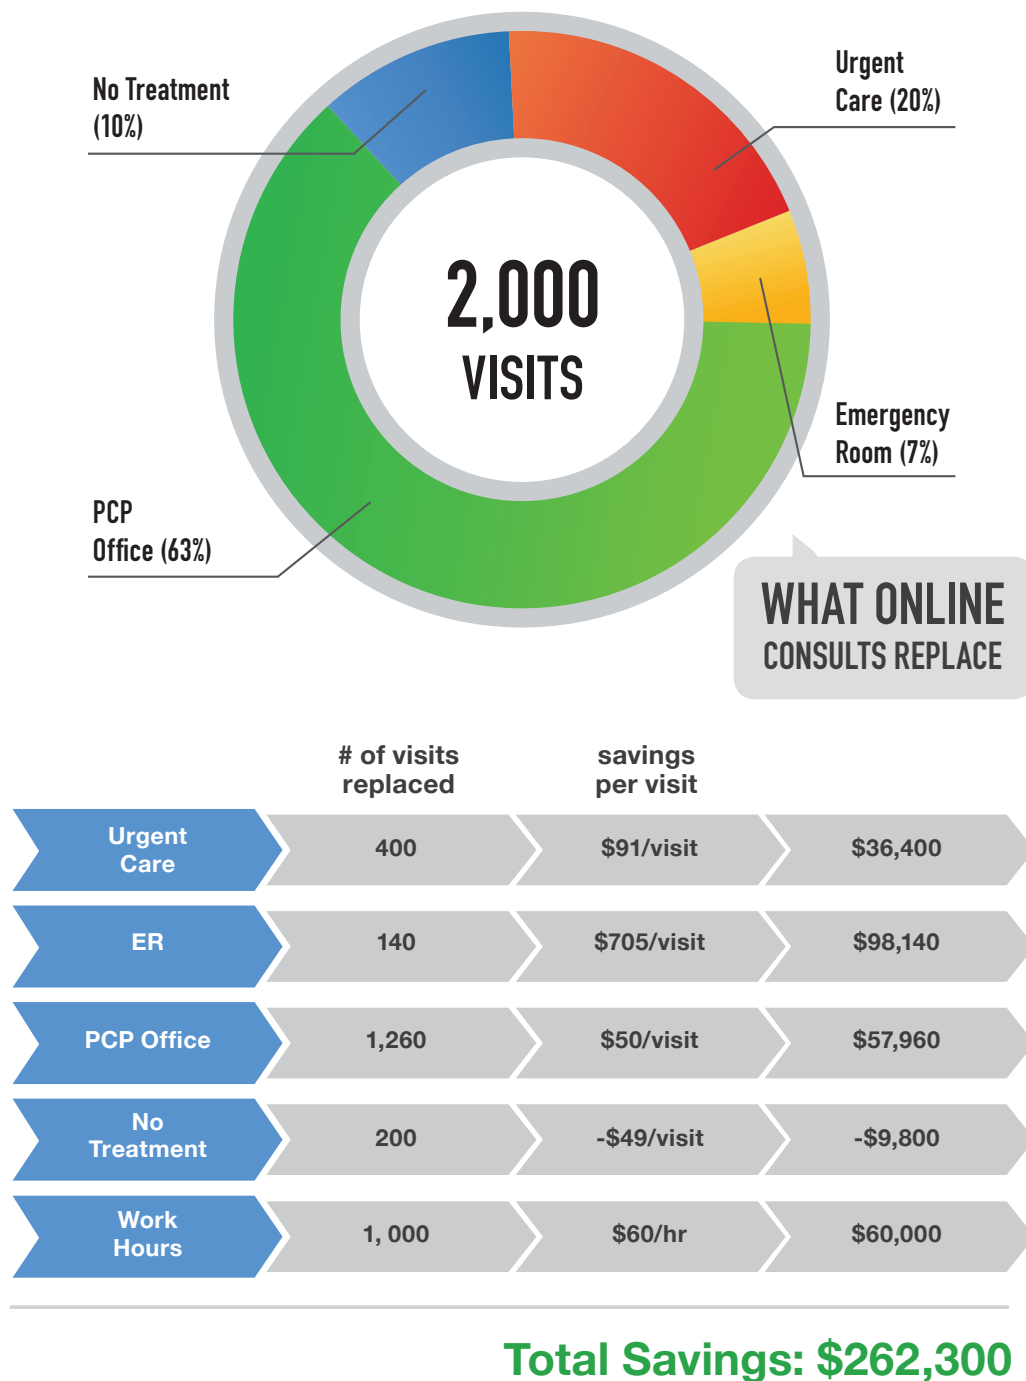 No Treatment
(10%)
Urgent
Care (20%)
2,000
VISITS
Emergency
Room (7%)
PCP
Office (63%)
WHAT ONLINE
CONSULTS REPLACE
# of visits
replaced
savings
per visit
Urgent
Care
400
$91/visit
$36,400
ER
140
$705/visit
$98,140
PCP Office
1,260
$50/visit
$57,960
No
Treatment
200
-$49/visit
-$9,800
Work
Hours
1, 000
$60/hr
$60,000
Total Savings: $262,300